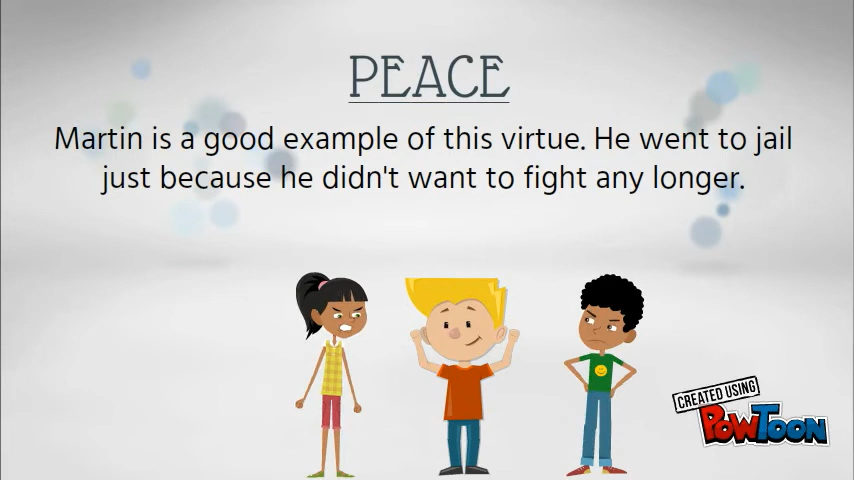 PEACE
Martin is a good example of this virtue. He went to jail
just because he didn't want to fight any longer.
CREATED USING
POWTOON